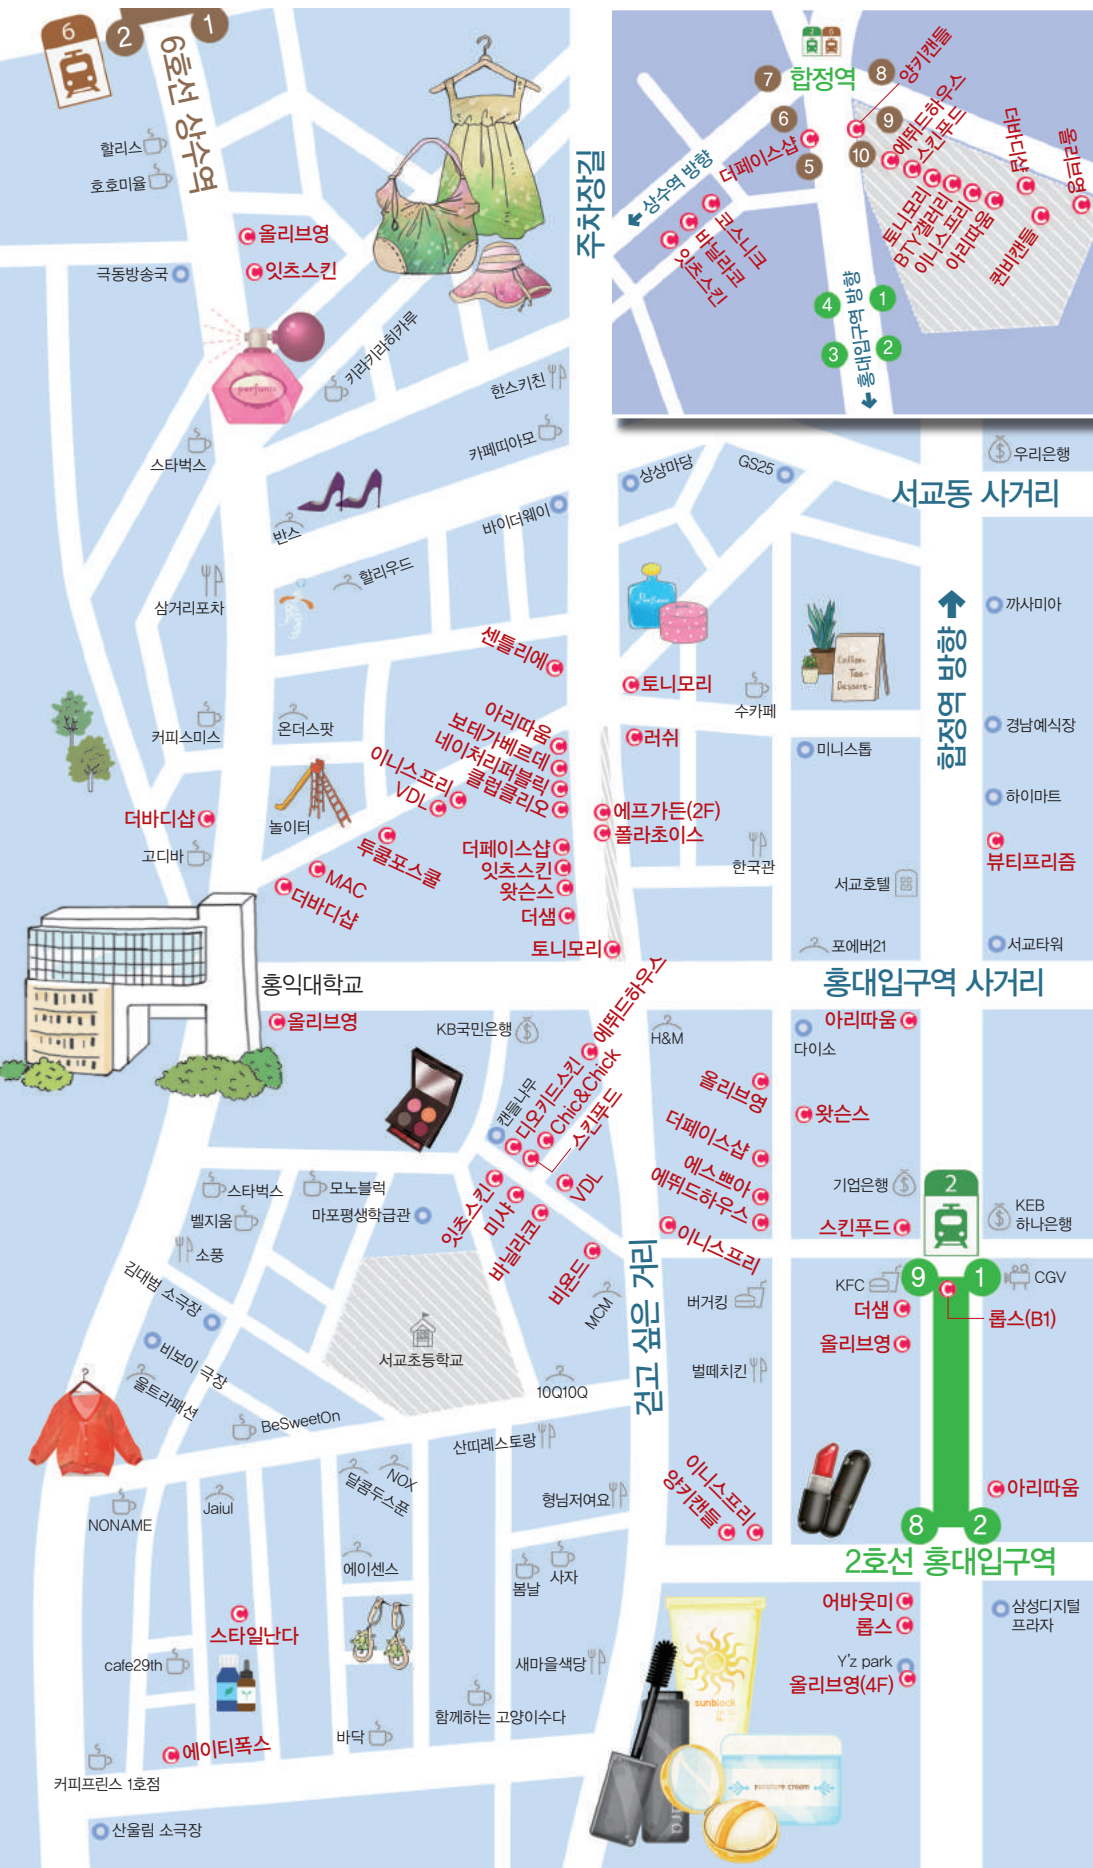 6
2
1
6호선 상수역
할리스
호호미율
올리브영
잇츠스킨
극동방송국
perfume
키라키라히카루
한스키친
카페띠아모
스타벅스
반스
바이더웨이
할리우드
삼거리포차
주차장길
2
6
합정역
7
8
양키캔들
6
9
에뛰드하우스
스킨푸드
더바디샵
올리브영
더페이스샵
5
10
상수역 방향
코스니크
바닐라코
잇츠스킨
토니모리
BTY갤러리
이니스프리
아리따움
퀸비캔들
4
1
3
2
홍대입구역 방향
상상마당
GS25
우리은행
서교동 사거리
Perfume
까사미아
Coffee-
Tea-
Dessert-
합정역 방향
센틀리에
토니모리
수카페
커피스미스
온더스팟
아리따움
보테가베르데
네이처리퍼블릭
클럽클리오
이니스프리
VDL
러쉬
미니스톱
경남예식장
하이마트
더바디샵
놀이터
고디바
투쿨포스쿨
MAC
더바디샵
에프가든(2F)
폴라초이스
더페이스샵
잇츠스킨
왓슨스
더샘
토니모리
한국관
서교호텔
뷰티프리즘
포에버21
서교타워
홍익대학교
홍대입구역 사거리
올리브영
KB국민은행
에뛰드하우스
H&M
아리따움
다이소
캔들나무
디오키드스킨
Chic&Chick
스킨푸드
올리브영
왓슨스
더페이스샵
에스쁘아
에뛰드하우스
이니스프리
기업은행
2
KEB
하나은행
스킨푸드
스타벅스
모노블럭
벨지움
마포평생학급관
소풍
잇츠스킨
미샤
바닐라코
VDL
비욘드
김대범 소극장
비보이 극장
울트라패션
MCM
걷고 싶은 거리
버거킹
KFC
9
1
CGV
더샘
롭스(B1)
올리브영
서교초등학교
10Q10Q
벌떼치킨
BeSweetOn
산띠레스토랑
NONAME
Jaiul
달콤두스푼
NOX
형님저여요
이니스프리
양키캔들
아리따움
8
2
2호선 홍대입구역
에이센스
봄날
사자
어바웃미
롭스
삼성디지털
프라자
스타일난다
cafe29th
새마을색당
Y'z park
올리브영(4F)
sunblock
함께하는 고양이수다
바닥
에이티폭스
커피프린스 1호점
moisture cream
산울림 소극장